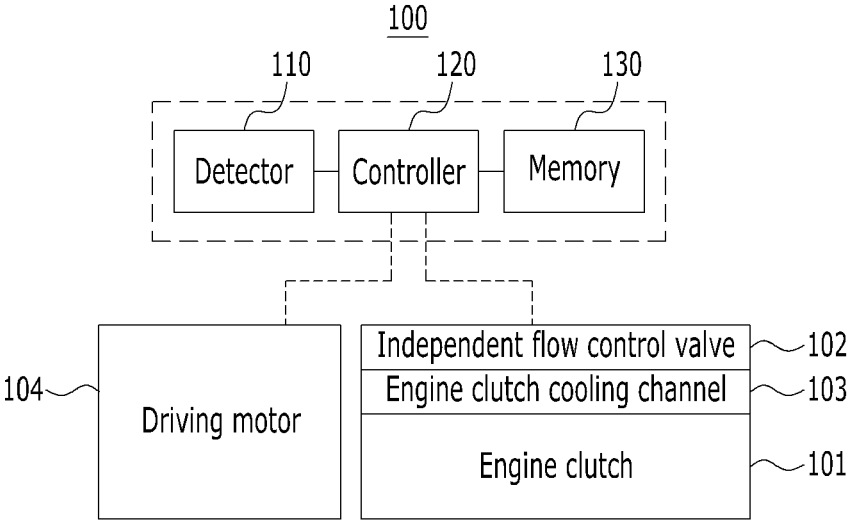 100
110
120
130
Detector
Controller
Memory
Independent flow control valve
102
Engine clutch cooling channel
103
104
Driving motor
Engine clutch
101